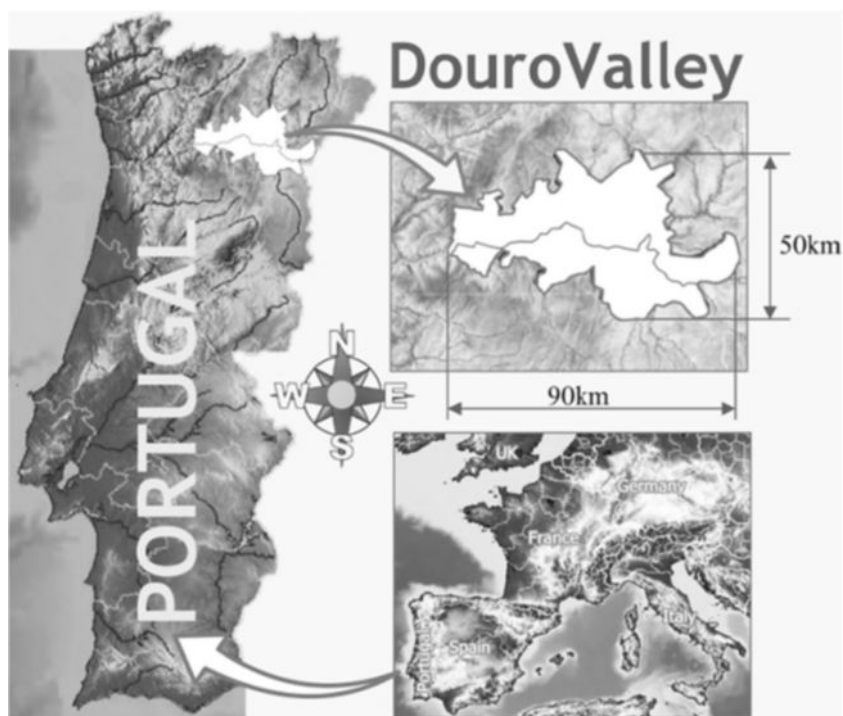 DouroValley
50km
90km
PORTUGAL
N
W E
S
UK
Germany
France
Italy
Portugal
Spain